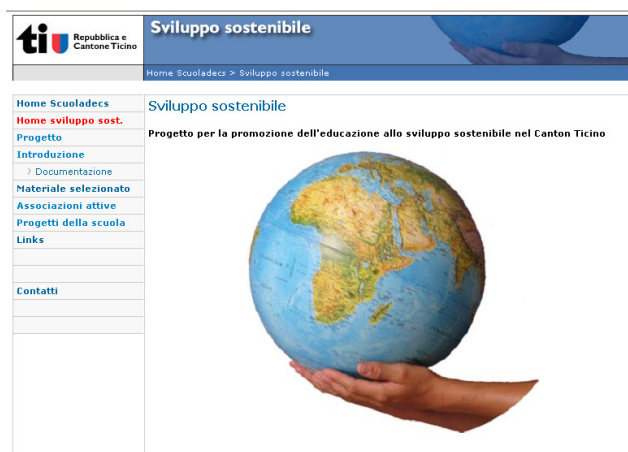 ti
Repubblica e
Cantone Ticino
Sviluppo sostenibile
Home Scuoladecs > Sviluppo sostenibile
Home Scuoladecs
Home sviluppo sost.
Progetto
Introduzione
Documentazione
Materiale selezionato
Associazioni attive
Progetti della scuola
Links
Contatti
Sviluppo sostenibile
Progetto per la promozione dell'educazione allo sviluppo sostenibile nel Canton Ticino